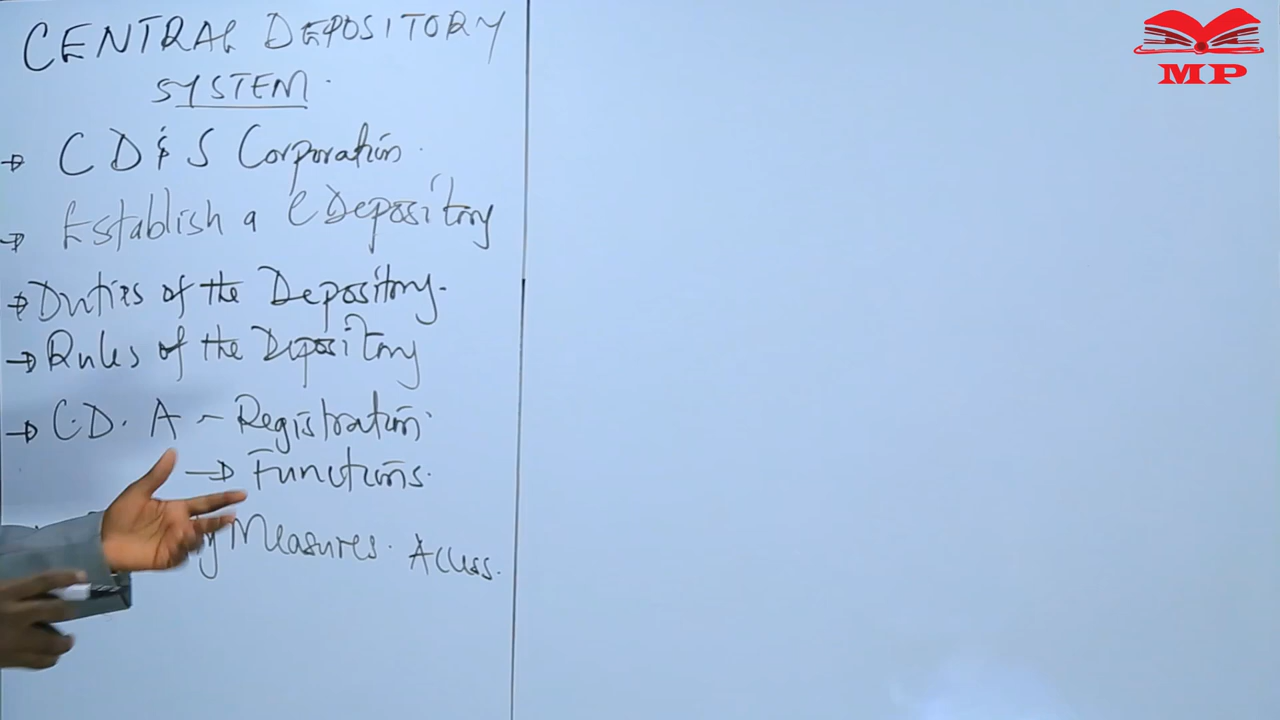 CENTRAL DEPOSITORY
SYSTEM.
→ CD & S Corporation.
→ Establish a C Depository
→ Duties of the Depository.
→ Rules of the Depository
→ C.D. A - Registration.
→ Functions.
Measures. Access.
MP